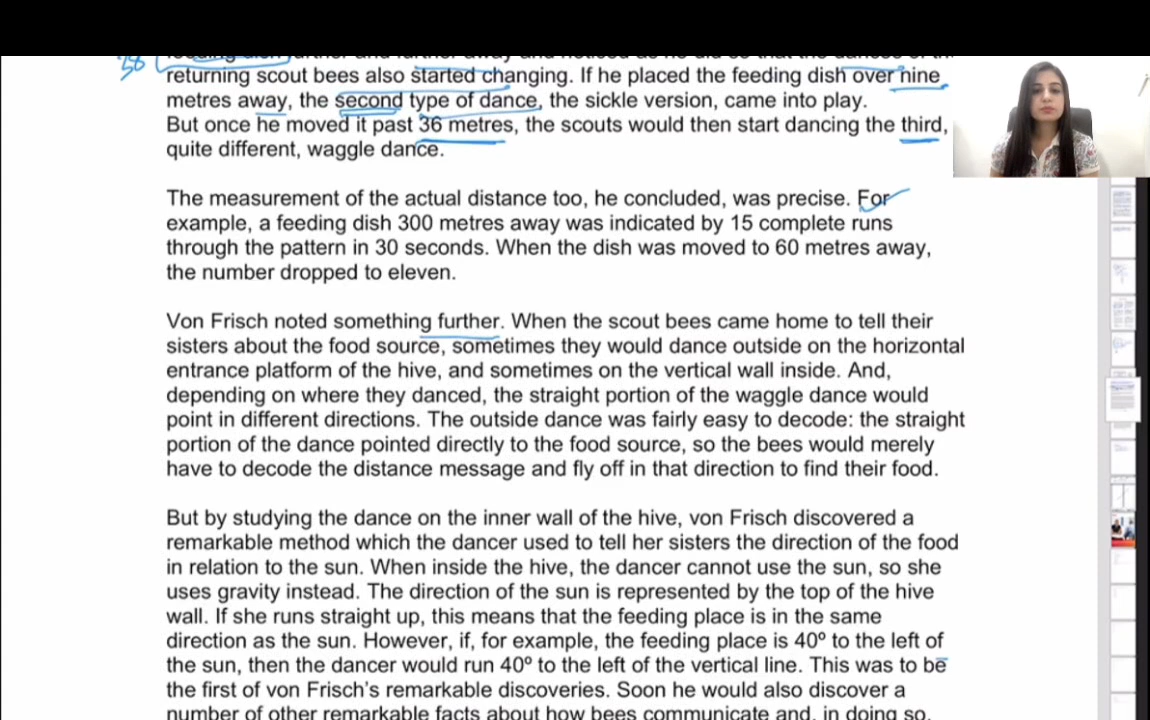 returning scout bees also started changing. If he placed the feeding dish over nine
metres away, the second type of dance, the sickle version, came into play.
But once he moved it past 36 metres, the scouts would then start dancing the third,
quite different, waggle dance.
The measurement of the actual distance too, he concluded, was precise. For
example, a feeding dish 300 metres away was indicated by 15 complete runs
through the pattern in 30 seconds. When the dish was moved to 60 metres away,
the number dropped to eleven.
Von Frisch noted something further. When the scout bees came home to tell their
sisters about the food source, sometimes they would dance outside on the horizontal
entrance platform of the hive, and sometimes on the vertical wall inside. And,
depending on where they danced, the straight portion of the waggle dance would
point in different directions. The outside dance was fairly easy to decode: the straight
portion of the dance pointed directly to the food source, so the bees would merely
have to decode the distance message and fly off in that direction to find their food.
But by studying the dance on the inner wall of the hive, von Frisch discovered a
remarkable method which the dancer used to tell her sisters the direction of the food
in relation to the sun. When inside the hive, the dancer cannot use the sun, so she
uses gravity instead. The direction of the sun is represented by the top of the hive
wall. If she runs straight up, this means that the feeding place is in the same
direction as the sun. However, if, for example, the feeding place is 40º to the left of
the sun, then the dancer would run 40º to the left of the vertical line. This was to be
the first of von Frisch's remarkable discoveries. Soon he would also discover a
number of other remarkable facts about how bees communicate and, in doing so,